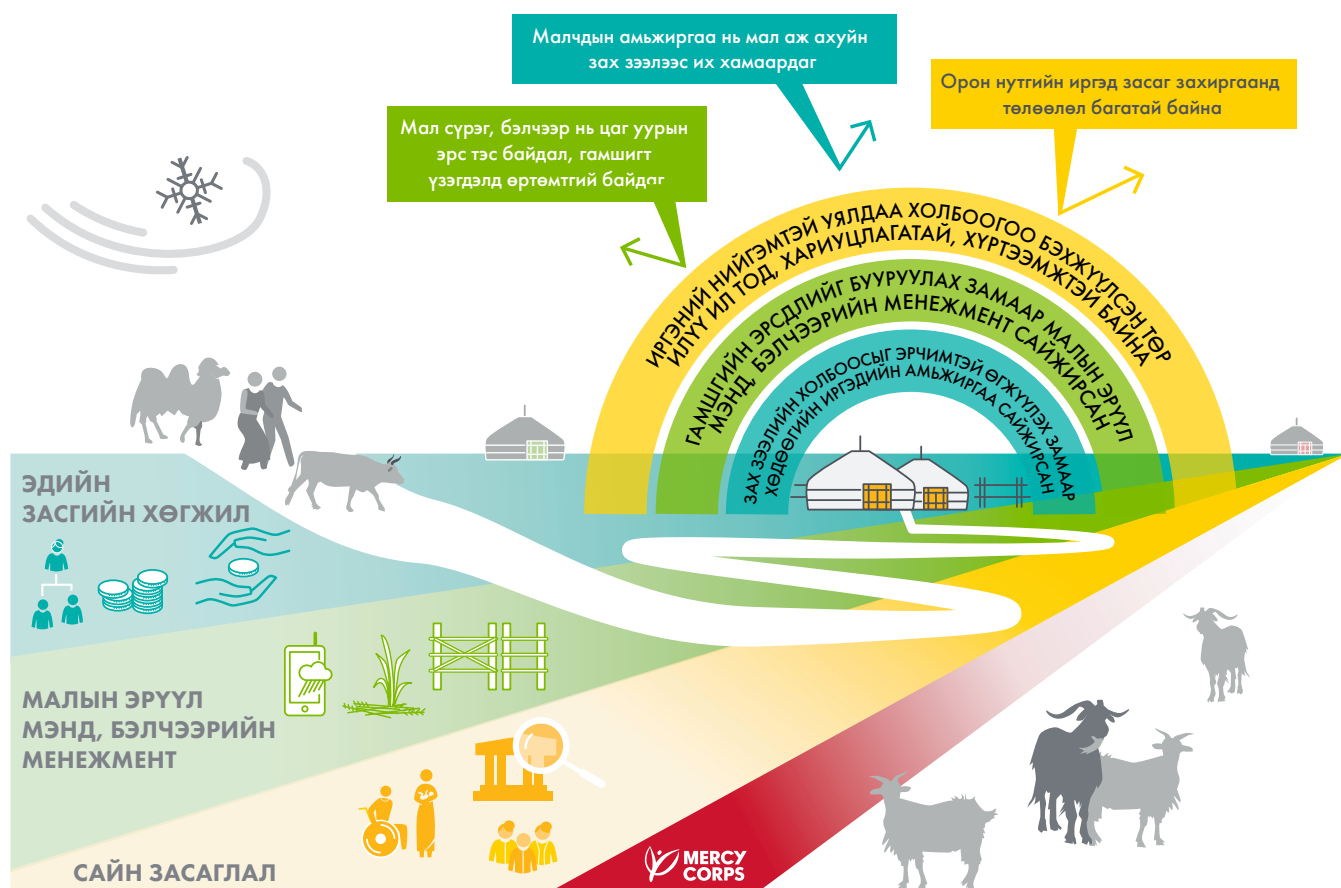 Малчдын амьжиргаа нь мал аж ахуйн
зах зээлээс их хамаардаг
Орон нутгийн иргэд засаг захиргаанд
төлөөлөл багатай байна
Мал сүрэг, бэлчээр нь цаг уурын
эрс тэс байдал, гамшигт
үзэгдэлд өртөмтгий байдаг
ИРГЭНИЙ НИЙГЭМТЭЙ УЯЛДАА ХОЛБООГОО БЭХЖҮҮЛСЭН ТӨР
ИЛҮҮ ИЛ ТОД, ХАРИУЦЛАГАТАЙ, ХҮРТЭЭМЖТЭЙ БАЙНА
ГАМШГИЙН ЭРСДЛИЙГ БУУРУУЛАХ ЗАМААР МАЛЫН ЭРҮҮЛ
МЭНД, БЭЛЧЭЭРИЙН МЕНЕЖМЕНТ САЙЖИРСАН
ЗАХ ЗЭЭЛИЙН ХОЛБООСЫГ ЭРЧИМТЭЙ ӨГЖҮҮЛЭХ ЗАМААР
ХӨДӨӨГИЙН ИРГЭДИЙН АМЬЖИРГАА САЙЖИРСАН
ЭДИЙН
ЗАСГИЙН ХӨГЖИЛ
МАЛЫН ЭРҮҮЛ
МЭНД, БЭЛЧЭЭРИЙН
МЕНЕЖМЕНТ
САЙН ЗАСАГЛАЛ
MERCY
CORPS